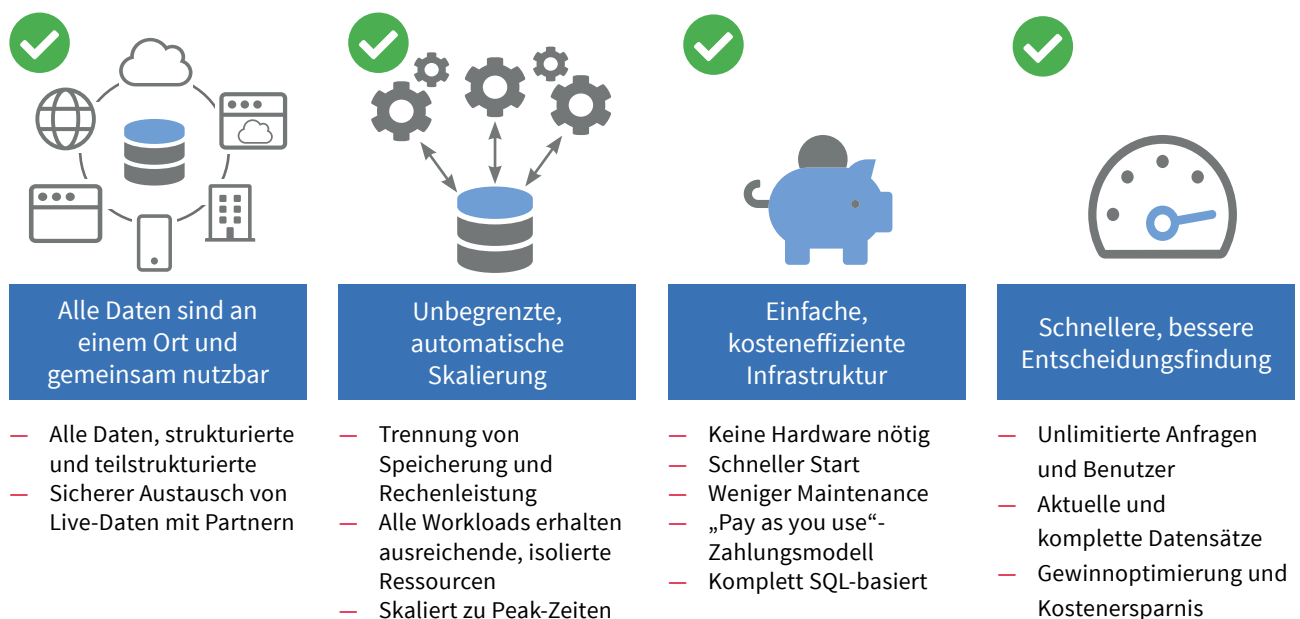 Alle Daten sind an
einem Ort und
gemeinsam nutzbar
— Alle Daten, strukturierte
und teilstrukturierte
— Sicherer Austausch von
Live-Daten mit Partnern
Unbegrenzte,
automatische
Skalierung
— Trennung von
Speicherung und
Rechenleistung
— Alle Workloads erhalten
ausreichende, isolierte
Ressourcen
— Skaliert zu Peak-Zeiten
Einfache,
kosteneffiziente
Infrastruktur
— Keine Hardware nötig
— Schneller Start
— Weniger Maintenance
— „Pay as you use“-
Zahlungsmodell
— Komplett SQL-basiert
Schnellere, bessere
Entscheidungsfindung
— Unlimitierte Anfragen
und Benutzer
— Aktuelle und
komplette Datensätze
— Gewinnoptimierung und
Kostenersparnis